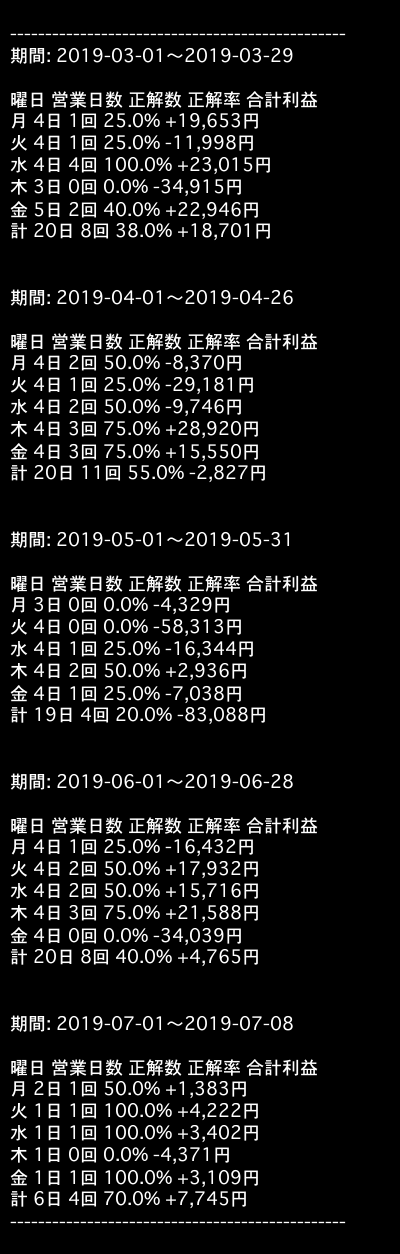 ------------------------------------------------
期間: 2019-03-01〜2019-03-29
曜日 営業日数 正解数 正解率 合計利益
月 4日 1回 25.0% +19,653円
火 4日 1回 25.0% -11,998円
水 4日 4回 100.0% +23,015円
木 3日 0回 0.0% -34,915円
金 5日 2回 40.0% +22,946円
計 20日 8回 38.0% +18,701円
期間: 2019-04-01〜2019-04-26
曜日 営業日数 正解数 正解率 合計利益
月 4日 2回 50.0% -8,370円
火 4日 1回 25.0% -29,181円
水 4日 2回 50.0% -9,746円
木 4日 3回 75.0% +28,920円
金 4日 3回 75.0% +15,550円
計 20日 11回 55.0% -2,827円
期間: 2019-05-01〜2019-05-31
曜日 営業日数 正解数 正解率 合計利益
月 3日 0回 0.0% -4,329円
火 4日 0回 0.0% -58,313円
水 4日 1回 25.0% -16,344円
木 4日 2回 50.0% +2,936円
金 4日 1回 25.0% -7,038円
計 19日 4回 20.0% -83,088円
期間: 2019-06-01〜2019-06-28
曜日 営業日数 正解数 正解率 合計利益
月 4日 1回 25.0% -16,432円
火 4日 2回 50.0% +17,932円
水 4日 2回 50.0% +15,716円
木 4日 3回 75.0% +21,588円
金 4日 0回 0.0% -34,039円
計 20日 8回 40.0% +4,765円
期間: 2019-07-01〜2019-07-08
曜日 営業日数 正解数 正解率 合計利益
月 2日 1回 50.0% +1,383円
火 1日 1回 100.0% +4,222円
水 1日 1回 100.0% +3,402円
木 1日 0回 0.0% -4,371円
金 1日 1回 100.0% +3,109円
計 6日 4回 70.0% +7,745円
------------------------------------------------